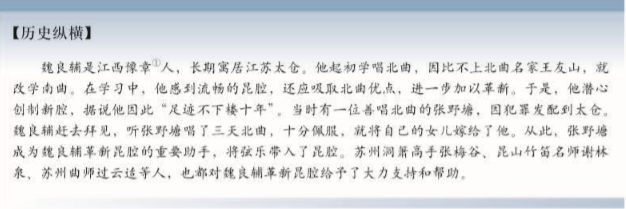 【历史纵横】
魏良辅是江西豫章①人，长期寓居江苏太仓。他起初学唱北曲，因比不上北曲名家王友山，就
改学南曲。在学习中，他感到流畅的昆腔，还应吸取北曲优点，进一步加以革新。于是，他潜心
创制新腔，据说他因此“足迹不下楼十年”。当时有一位善唱北曲的张野塘，因犯罪发配到太仓。
魏良辅赶去拜见，听张野塘唱了三天北曲，十分佩服，就将自己的女儿嫁给了他。从此，张野塘
成为魏良辅革新昆腔的重要助手，将弦乐带入了昆腔。苏州洞箫高手张梅谷、昆山竹笛名师谢林
泉、苏州曲师过云适等人，也都对魏良辅革新昆腔给予了大力支持和帮助。